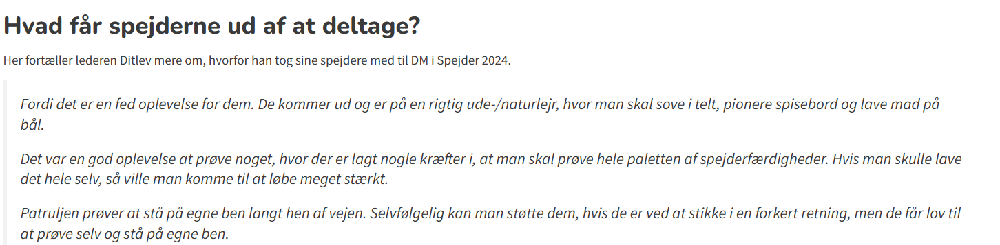 Hvad får spejderne ud af at deltage?
Her fortæller lederen Ditlev mere om, hvorfor han tog sine spejdere med til DM i Spejder 2024.
Fordi det er en fed oplevelse for dem. De kommer ud og er på en rigtig ude-/naturlejr, hvor man skal sove i telt, pionere spisebord og lave mad på
bål.
Det var en god oplevelse at prøve noget, hvor der er lagt nogle kræfter i, at man skal prøve hele paletten af spejderfærdigheder. Hvis man skulle lave
det hele selv, så ville man komme til at løbe meget stærkt.
Patruljen prøver at stå på egne ben langt hen af vejen. Selvfølgelig kan man støtte dem, hvis de er ved at stikke i en forkert retning, men de får lov til
at prøve selv og stå på egne ben.